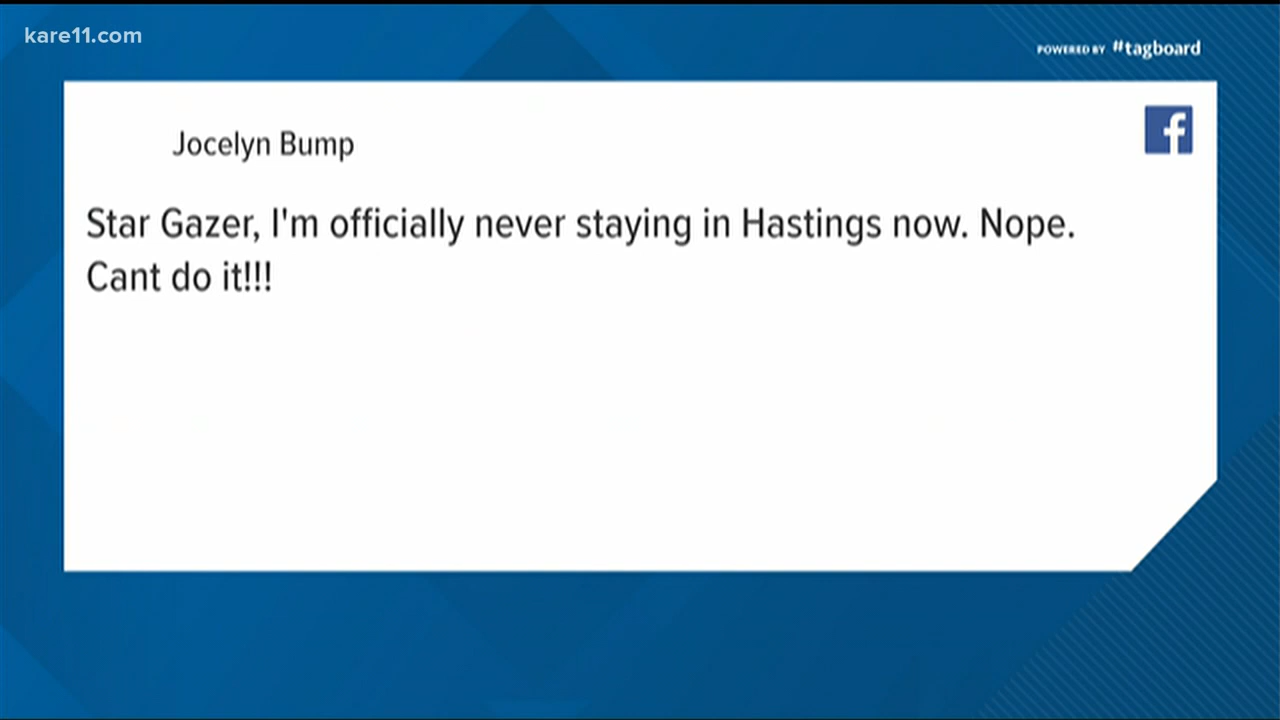 kare11.com
POWERED BY #tagboard
Jocelyn Bump
Star Gazer, I'm officially never staying in Hastings now. Nope.
Cant do it!!!